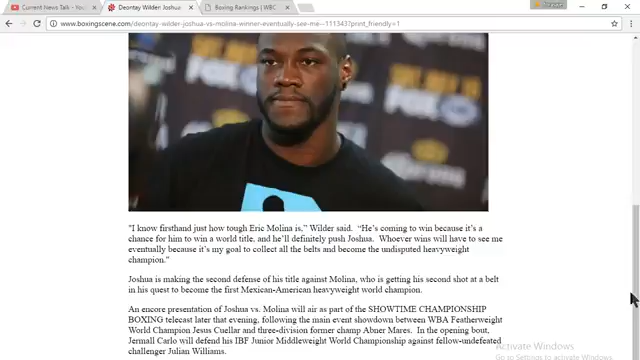 Current News Talk - Yo
Deontay Wilder: Joshua
Boxing Rankings | WBC
www.boxingscene.com/deontay-wilder-joshua-vs-molina-winner-eventually-see-me--111343?print_friendly=1
FOX
FOX
"I know firsthand just how tough Eric Molina is," Wilder said.  "He's coming to win because it's a
chance for him to win a world title, and he'll definitely push Joshua.  Whoever wins will have to see me
eventually because it's my goal to collect all the belts and become the undisputed heavyweight
champion."
Joshua is making the second defense of his title against Molina, who is getting his second shot at a belt
in his quest to become the first Mexican-American heavyweight world champion.
An encore presentation of Joshua vs. Molina will air as part of the SHOWTIME CHAMPIONSHIP
BOXING telecast later that evening, following the main event showdown between WBA Featherweight
World Champion Jesus Cuellar and three-division former champ Abner Mares.  In the opening bout,
Jermall Carlo will defend his IBF Junior Middleweight World Championship against fellow-undefeated
challenger Julian Williams.
Activate Windows
Go to Settings to activate Windows.